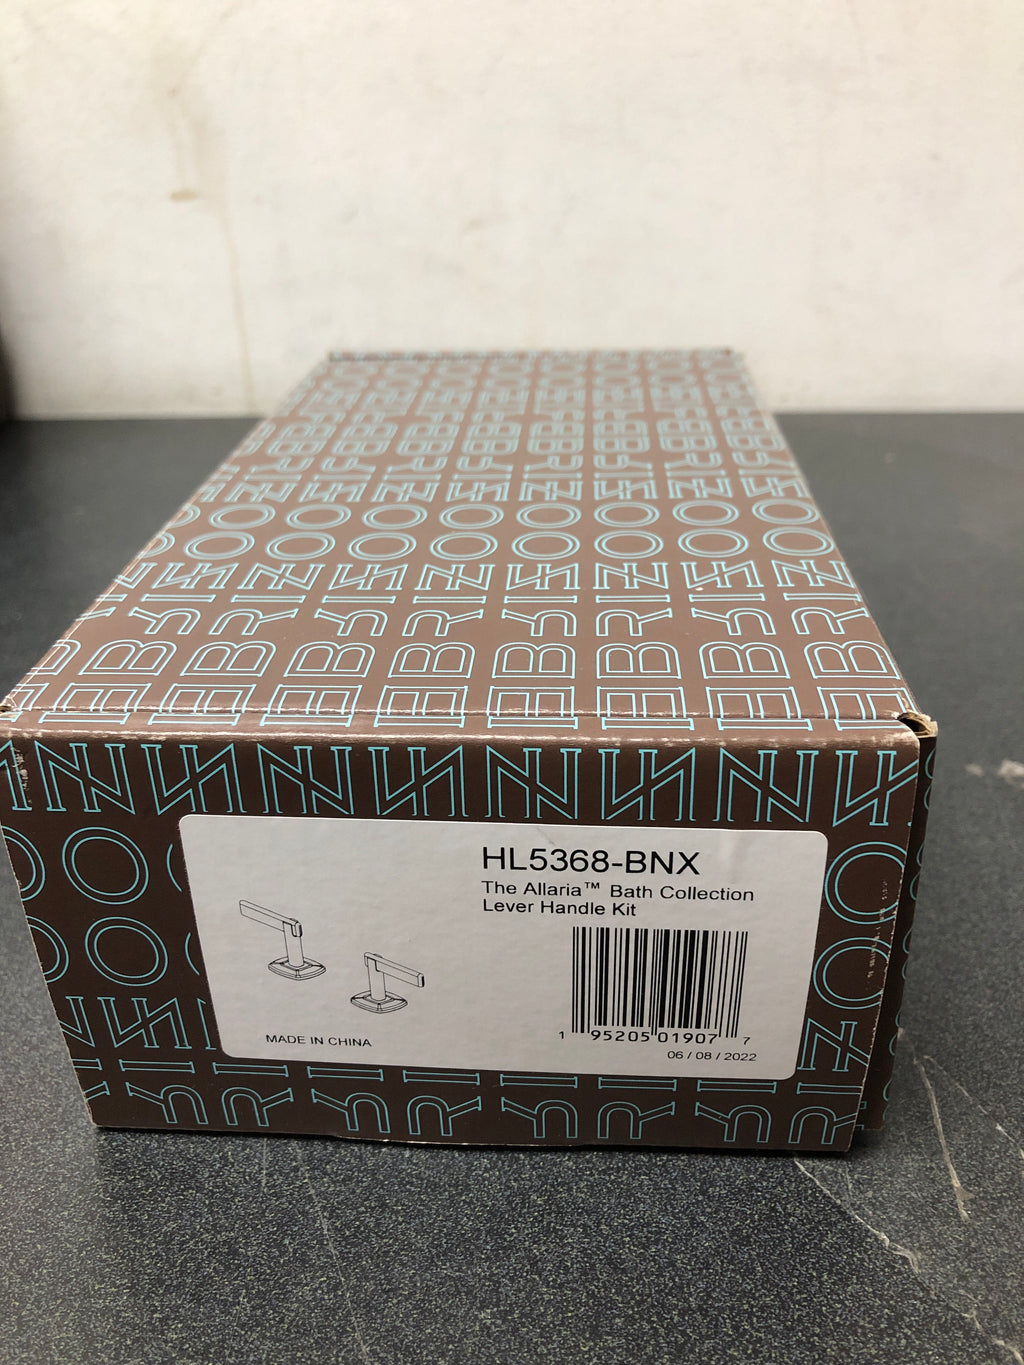 BRIZO
HL5368-BNX
The Allaria™ Bath Collection
Lever Handle Kit
MADE IN CHINA
1 95205 01907 7
06/08/2022